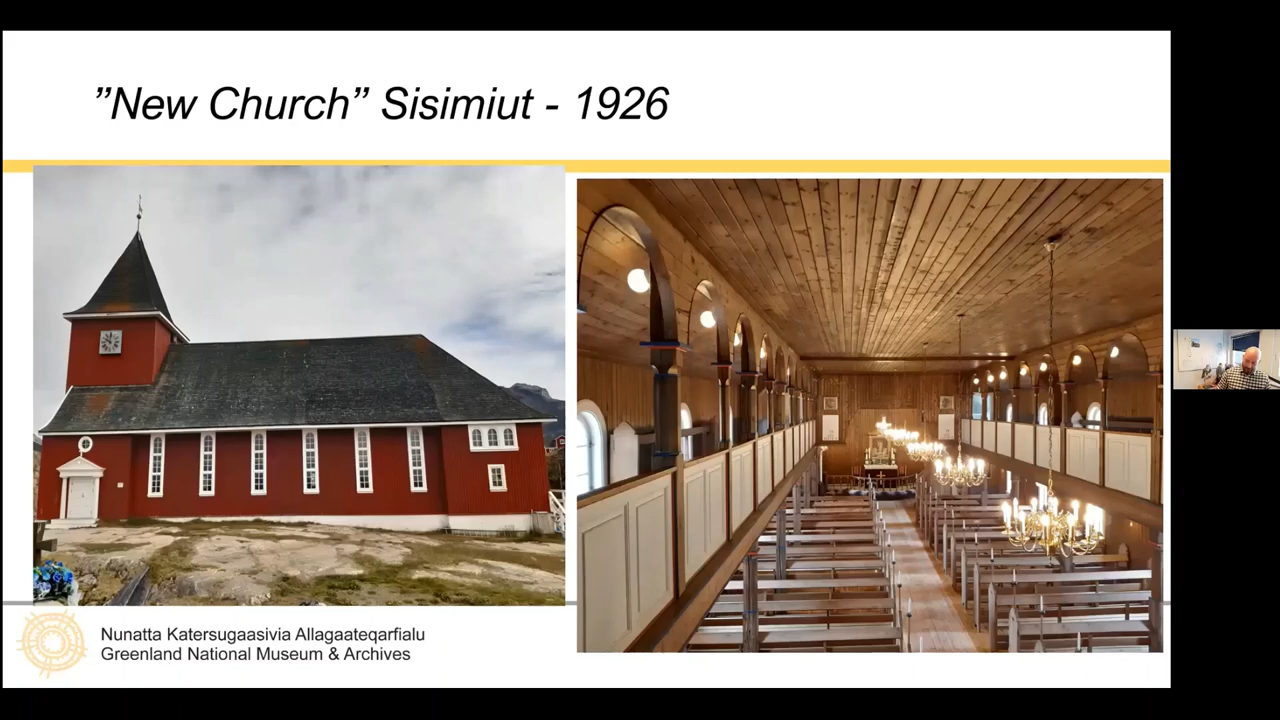 ”New Church” Sisimiut - 1926
Nunatta Katersugaasivia Allagaateqarfialu
Greenland National Museum & Archives